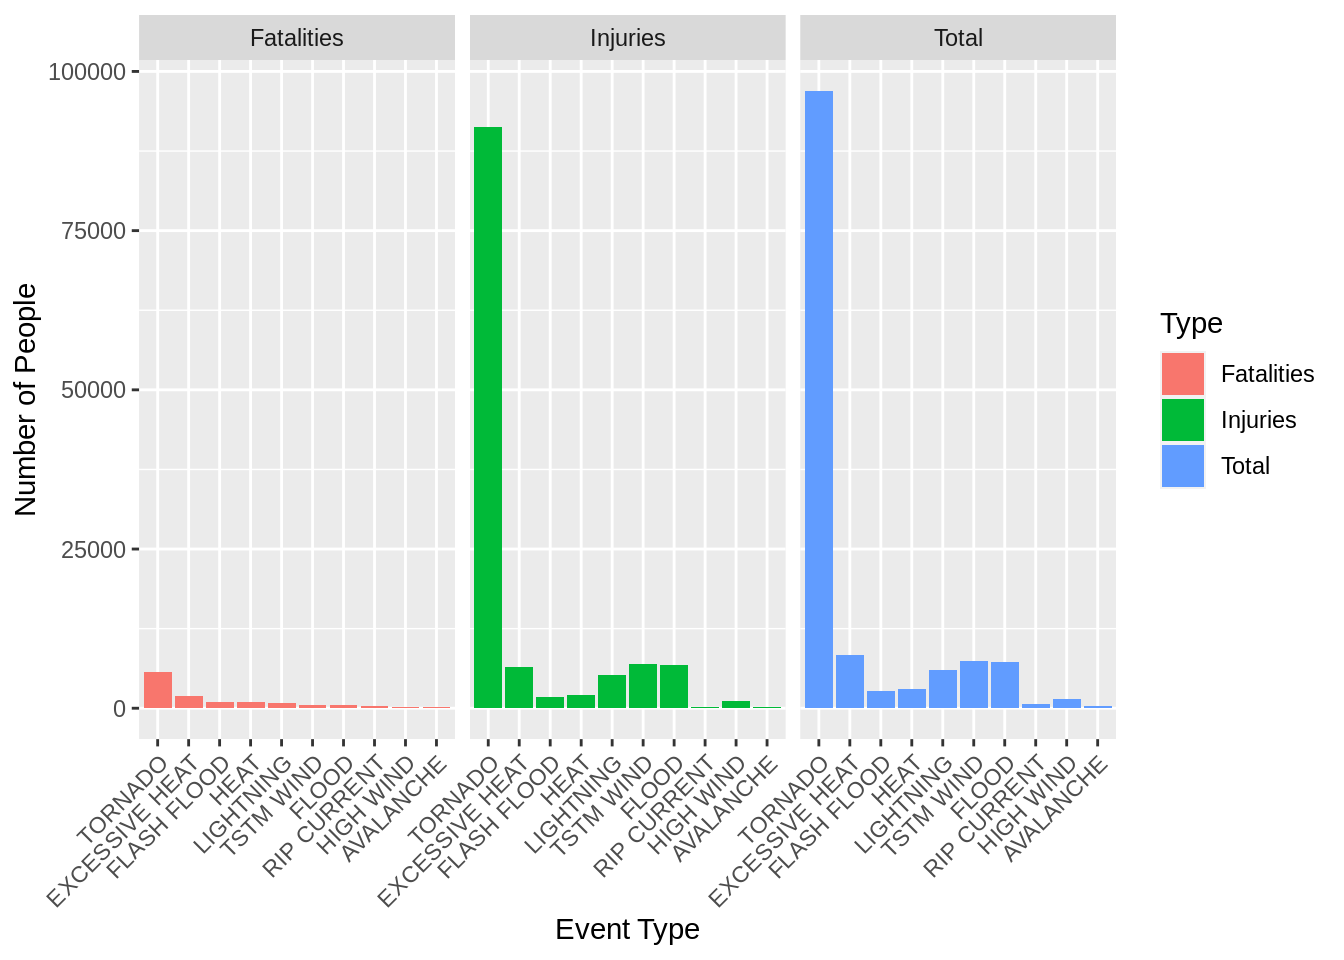 Fatalities
Injuries
Total
Number of People
100000
75000
50000
25000
0
TORNADO
EXCESSIVE HEAT
FLASH FLOOD
HEAT
LIGHTNING
TSTM WIND
FLOOD
RIP CURRENT
HIGH WIND
AVALANCHE
TORNADO
EXCESSIVE HEAT
FLASH FLOOD
HEAT
LIGHTNING
TSTM WIND
FLOOD
RIP CURRENT
HIGH WIND
AVALANCHE
TORNADO
EXCESSIVE HEAT
FLASH FLOOD
HEAT
LIGHTNING
TSTM WIND
FLOOD
RIP CURRENT
HIGH WIND
AVALANCHE
Event Type
Type
Fatalities
Injuries
Total